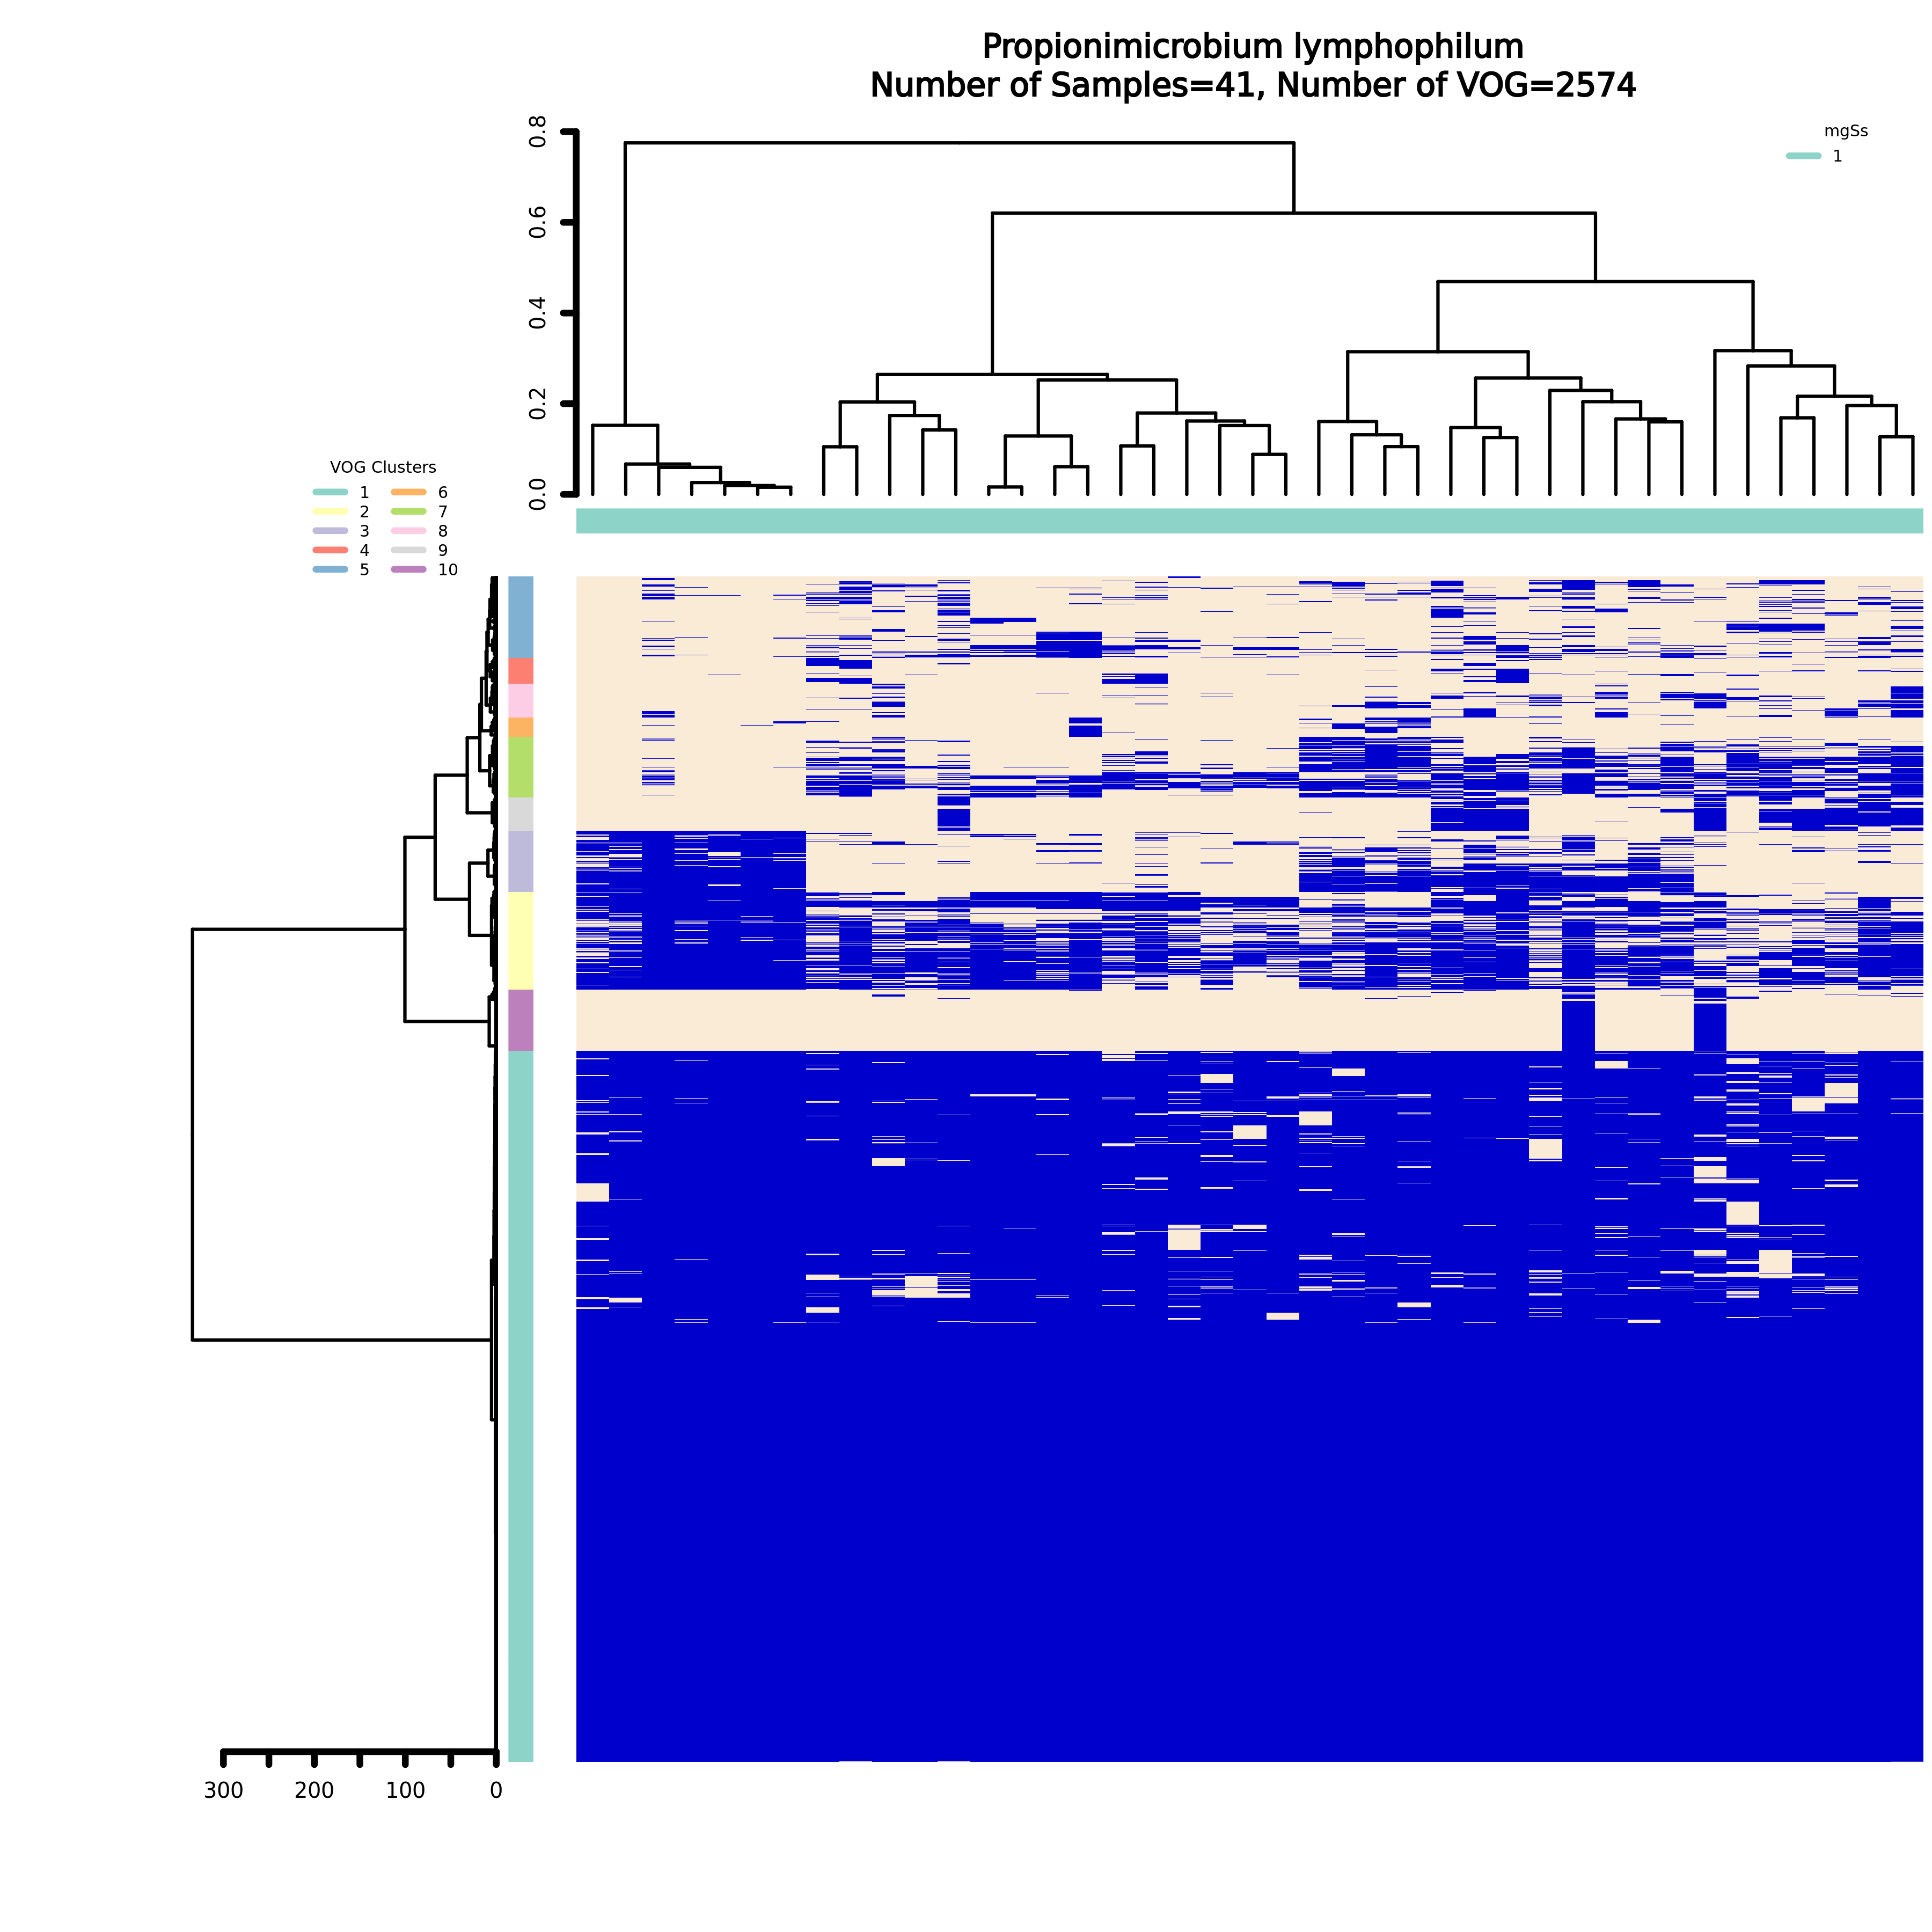 Propionimicrobium lymphophilum
Number of Samples=41, Number of VOG=2574
mgSs
1
0.8
0.6
0.4
0.2
0.0
VOG Clusters
1 6
2 7
3 8
4 9
5 10
300 200 100 0